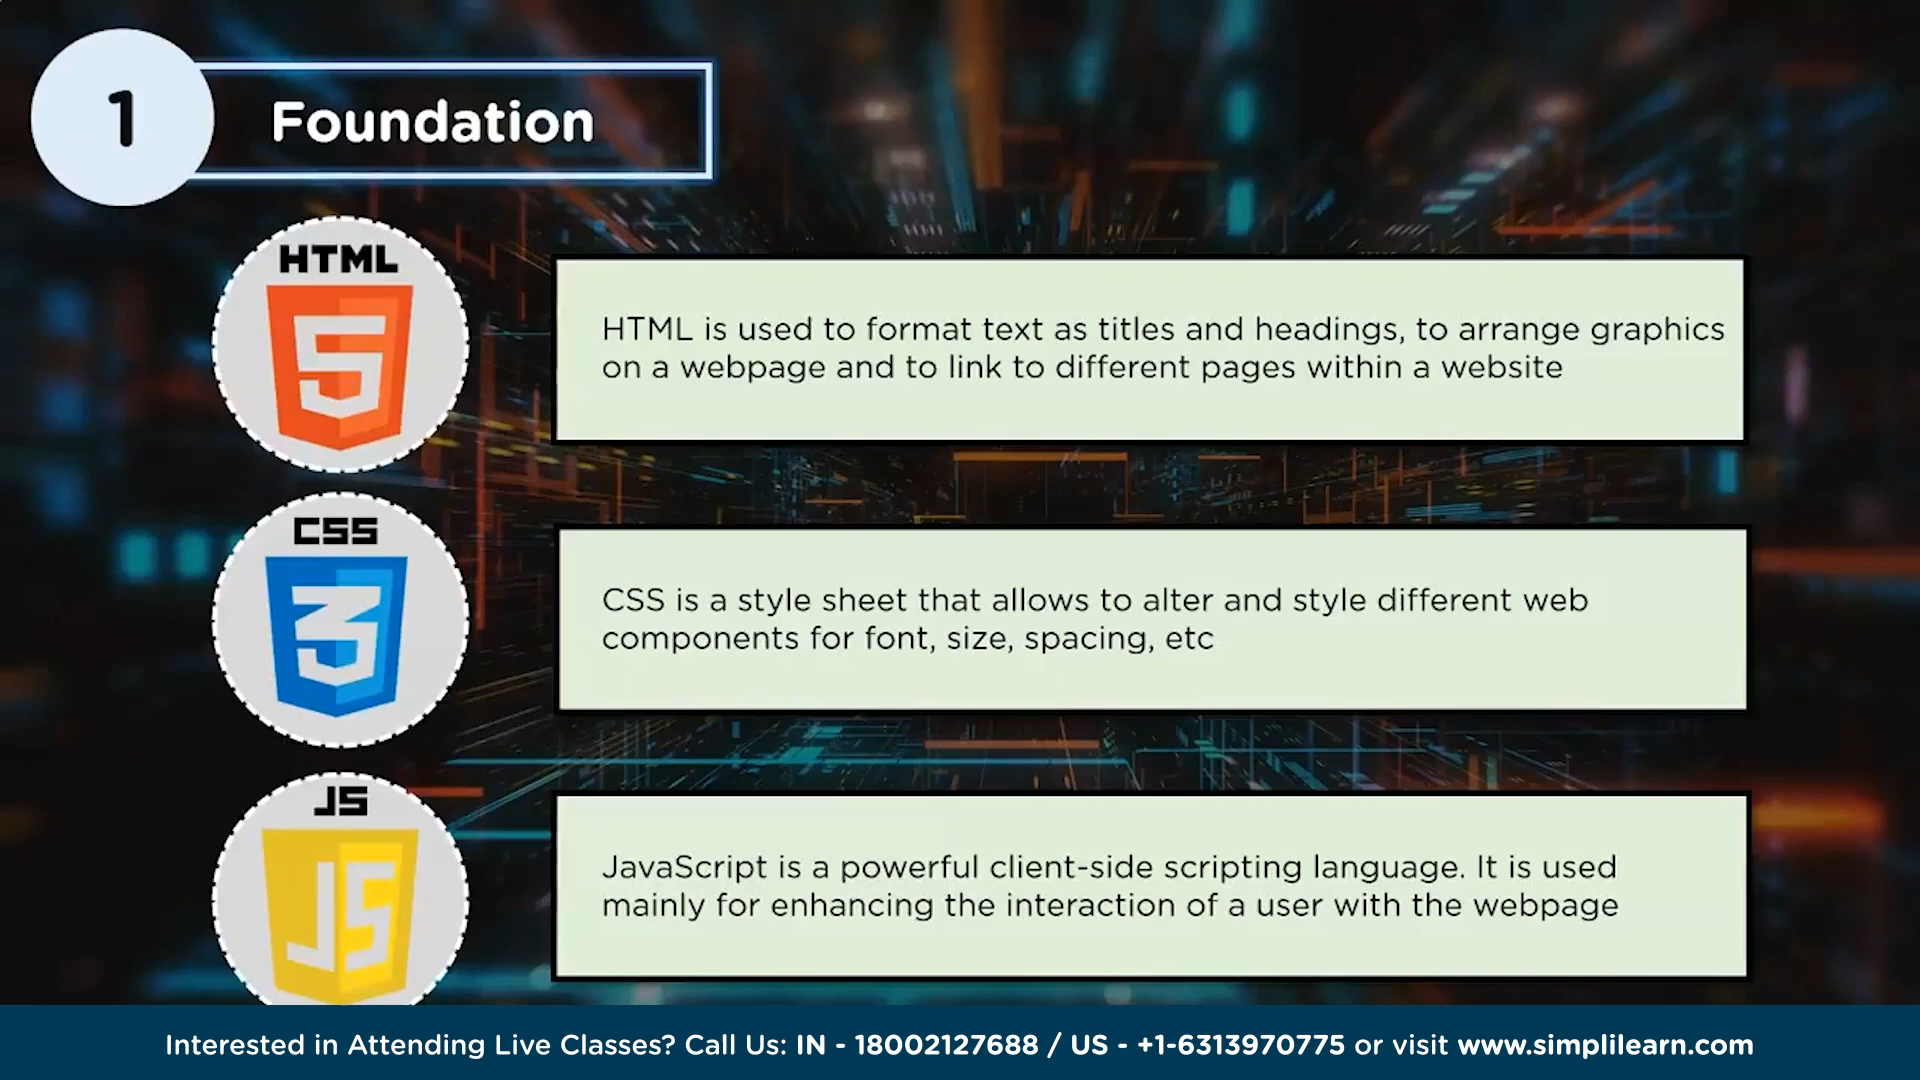 1
Foundation
HTML
5
HTML is used to format text as titles and headings, to arrange graphics
on a webpage and to link to different pages within a website
CSS
3
CSS is a style sheet that allows to alter and style different web
components for font, size, spacing, etc
JS
JS
JavaScript is a powerful client-side scripting language. It is used
mainly for enhancing the interaction of a user with the webpage
Interested in Attending Live Classes? Call Us: IN - 18002127688 / US - +1-6313970775 or visit www.simplilearn.com